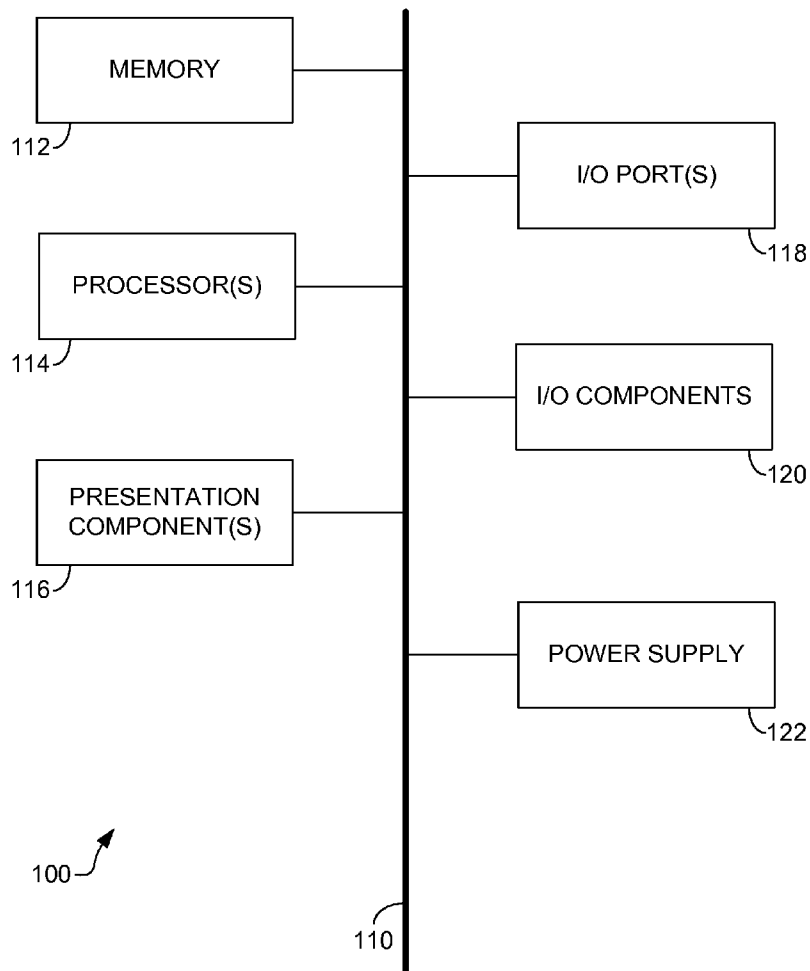 MEMORY
112
I/O PORT(S)
118
PROCESSOR(S)
114
I/O COMPONENTS
120
PRESENTATION
COMPONENT(S)
116
POWER SUPPLY
122
100
110